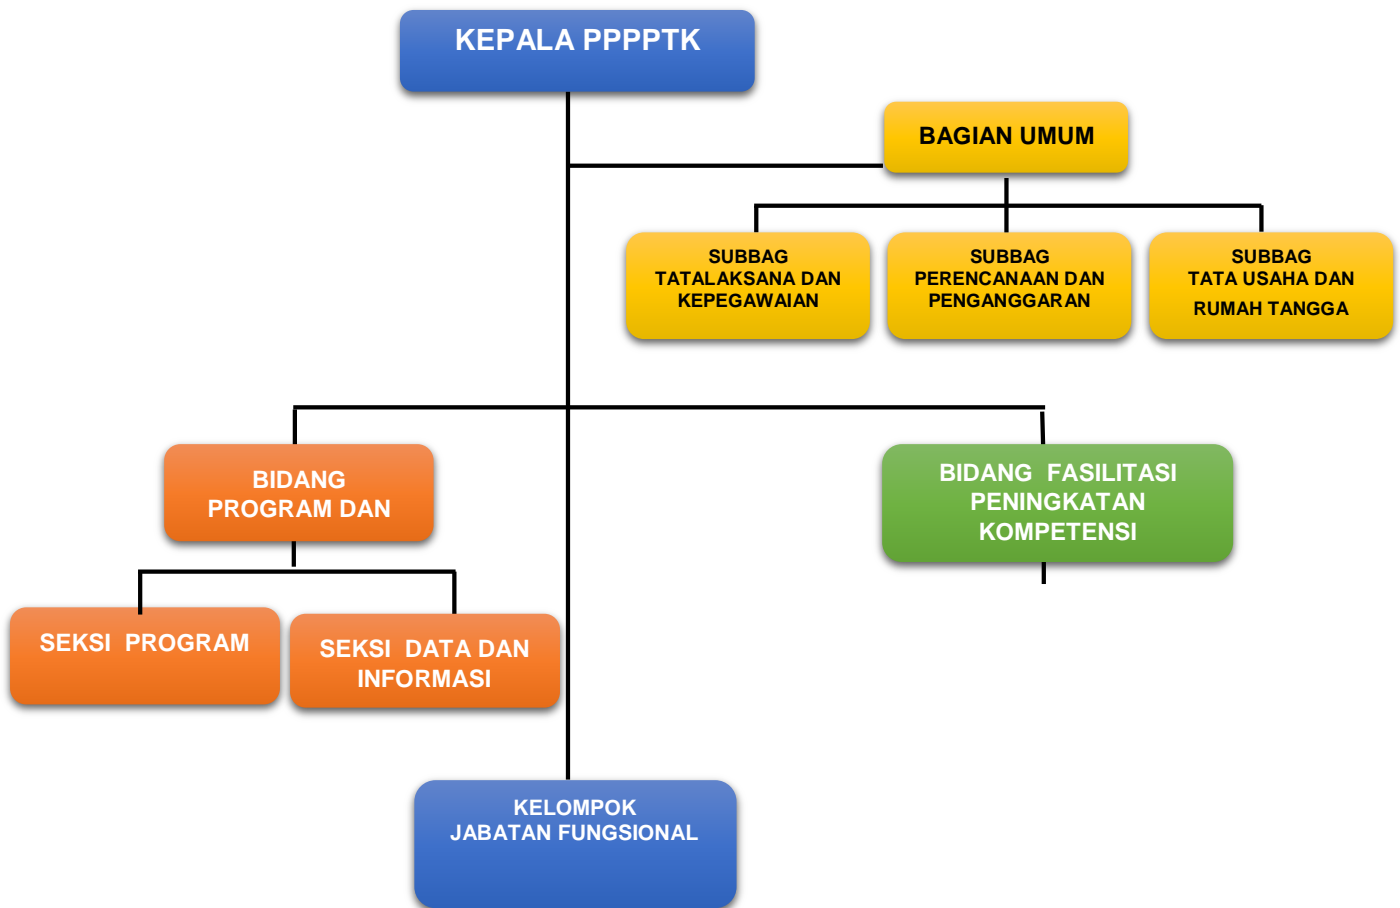 KEPALA PPPPTK
BAGIAN UMUM
SUBBAG
TATALAKSANA DAN
KEPEGAWAIAN
SUBBAG
PERENCANAAN DAN
PENGANGGARAN
SUBBAG
TATA USAHA DAN
RUMAH TANGGA
BIDANG
PROGRAM DAN
BIDANG FASILITASI
PENINGKATAN
KOMPETENSI
SEKSI PROGRAM
SEKSI DATA DAN
INFORMASI
KELOMPOK
JABATAN FUNGSIONAL